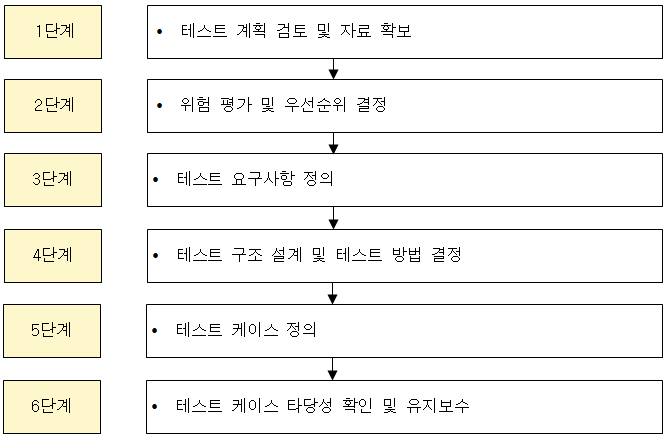 1단계 • 테스트 계획 검토 및 자료 확보
2단계 • 위험 평가 및 우선순위 결정
3단계 • 테스트 요구사항 정의
4단계 • 테스트 구조 설계 및 테스트 방법 결정
5단계 • 테스트 케이스 정의
6단계 • 테스트 케이스 타당성 확인 및 유지보수